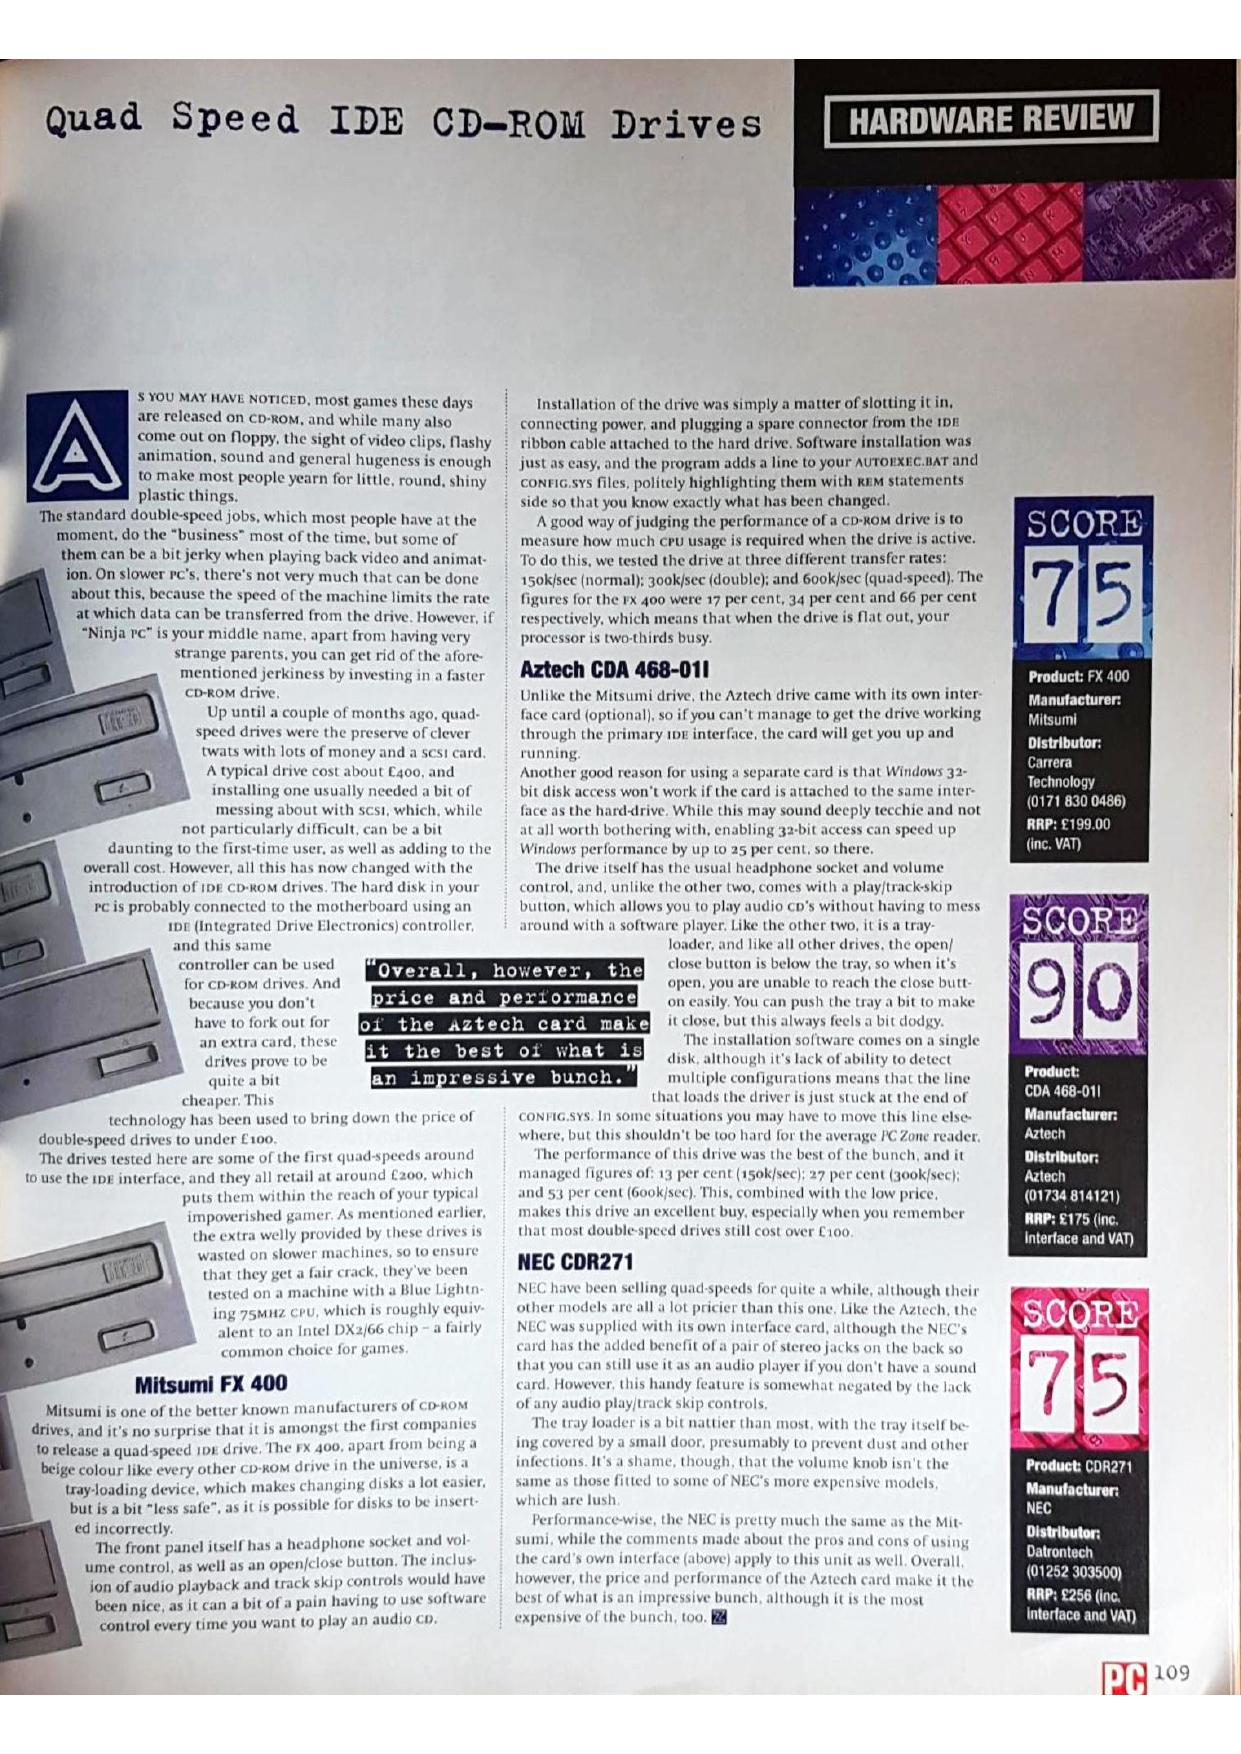 Quad Speed IDE CD-ROM Drives
HARDWARE REVIEW
AS YOU MAY HAVE NOTICED, most games these days
are released on CD-ROM, and while many also
come out on floppy, the sight of video clips, flashy
animation, sound and general hugeness is enough
to make most people yearn for little, round, shiny
plastic things.
The standard double-speed jobs, which most people have at the
moment, do the "business" most of the time, but some of
them can be a bit jerky when playing back video and animat-
ion. On slower PC's, there's not very much that can be done
about this, because the speed of the machine limits the rate
at which data can be transferred from the drive. However, if
"Ninja PC" is your middle name, apart from having very
strange parents, you can get rid of the afore-
mentioned jerkiness by investing in a faster
CD-ROM drive.
Up until a couple of months ago, quad-
speed drives were the preserve of clever
twats with lots of money and a SCSI card.
A typical drive cost about £400, and
installing one usually needed a bit of
messing about with SCSI, which, while
not particularly difficult, can be a bit
daunting to the first-time user, as well as adding to the
overall cost. However, all this has now changed with the
introduction of IDE CD-ROM drives. The hard disk in your
PC is probably connected to the motherboard using an
IDE (Integrated Drive Electronics) controller,
and this same
controller can be used
for CD-ROM drives. And
because you don't
have to fork out for
an extra card, these
drives prove to be
quite a bit
cheaper. This
technology has been used to bring down the price of
double-speed drives to under £100.
The drives tested here are some of the first quad-speeds around
to use the IDE interface, and they all retail at around £200, which
puts them within the reach of your typical
impoverished gamer. As mentioned earlier,
the extra welly provided by these drives is
wasted on slower machines, so to ensure
that they get a fair crack, they've been
tested on a machine with a Blue Lightn-
ing 75MHZ CPU, which is roughly equiv-
alent to an Intel DX2/66 chip – a fairly
common choice for games.
Mitsumi FX 400
Mitsumi is one of the better known manufacturers of CD-ROM
drives, and it's no surprise that it is amongst the first companies
to release a quad-speed IDE drive. The FX 400, apart from being a
beige colour like every other CD-ROM drive in the universe, is a
tray-loading device, which makes changing disks a lot easier,
but is a bit "less safe", as it is possible for disks to be insert-
ed incorrectly.
The front panel itself has a headphone socket and vol-
ume control, as well as an open/close button. The inclus-
ion of audio playback and track skip controls would have
been nice, as it can a bit of a pain having to use software
control every time you want to play an audio CD.
Installation of the drive was simply a matter of slotting it in,
connecting power, and plugging a spare connector from the IDE
ribbon cable attached to the hard drive. Software installation was
just as easy, and the program adds a line to your AUTOEXEC.BAT and
CONFIG.SYS files, politely highlighting them with REM statements
side so that you know exactly what has been changed.
A good way of judging the performance of a CD-ROM drive is to
measure how much CPU usage is required when the drive is active.
To do this, we tested the drive at three different transfer rates:
150k/sec (normal); 300k/sec (double); and 600k/sec (quad-speed). The
figures for the FX 400 were 17 per cent, 34 per cent and 66 per cent
respectively, which means that when the drive is flat out, your
processor is two-thirds busy.
Aztech CDA 468-01I
Unlike the Mitsumi drive, the Aztech drive came with its own inter-
face card (optional), so if you can't manage to get the drive working
through the primary IDE interface, the card will get you up and
running.
Another good reason for using a separate card is that Windows 32-
bit disk access won't work if the card is attached to the same inter-
face as the hard-drive. While this may sound deeply tecchie and not
at all worth bothering with, enabling 32-bit access can speed up
Windows performance by up to 25 per cent, so there.
The drive itself has the usual headphone socket and volume
control, and, unlike the other two, comes with a play/track-skip
button, which allows you to play audio CD's without having to mess
around with a software player. Like the other two, it is a tray-
loader, and like all other drives, the open/
close button is below the tray, so when it's
open, you are unable to reach the close butt-
on easily. You can push the tray a bit to make
it close, but this always feels a bit dodgy.
The installation software comes on a single
disk, although it's lack of ability to detect
multiple configurations means that the line
that loads the driver is just stuck at the end of
CONFIG.SYS. In some situations you may have to move this line else-
where, but this shouldn't be too hard for the average PC Zone reader.
The performance of this drive was the best of the bunch, and it
managed figures of: 13 per cent (150k/sec); 27 per cent (300k/sec);
and 53 per cent (600k/sec). This, combined with the low price,
makes this drive an excellent buy, especially when you remember
that most double-speed drives still cost over £100.
NEC CDR271
NEC have been selling quad-speeds for quite a while, although their
other models are all a lot pricier than this one. Like the Aztech, the
NEC was supplied with its own interface card, although the NEC's
card has the added benefit of a pair of stereo jacks on the back so
that you can still use it as an audio player if you don't have a sound
card. However, this handy feature is somewhat negated by the lack
of any audio play/track skip controls.
The tray loader is a bit nattier than most, with the tray itself be-
ing covered by a small door, presumably to prevent dust and other
infections. It's a shame, though, that the volume knob isn't the
same as those fitted to some of NEC's more expensive models,
which are lush.
Performance-wise, the NEC is pretty much the same as the Mit-
sumi, while the comments made about the pros and cons of using
the card's own interface (above) apply to this unit as well. Overall,
however, the price and performance of the Aztech card make it the
best of what is an impressive bunch, although it is the most
expensive of the bunch, too.
"Overall, however, the
price and performance
of the Aztech card make
it the best of what is
an impressive bunch."
SCORE
75
Product: FX 400
Manufacturer:
Mitsumi
Distributor:
Carrera
Technology
(0171 830 0486)
RRP: £199.00
(inc. VAT)
SCORE
90
Product:
CDA 468-01I
Manufacturer:
Aztech
Distributor:
Aztech
(01734 814121)
RRP: £175 (inc.
interface and VAT)
SCORE
75
Product: CDR271
Manufacturer:
NEC
Distributor:
Datrontech
(01252 303500)
RRP: £256 (inc.
interface and VAT)
PC 109